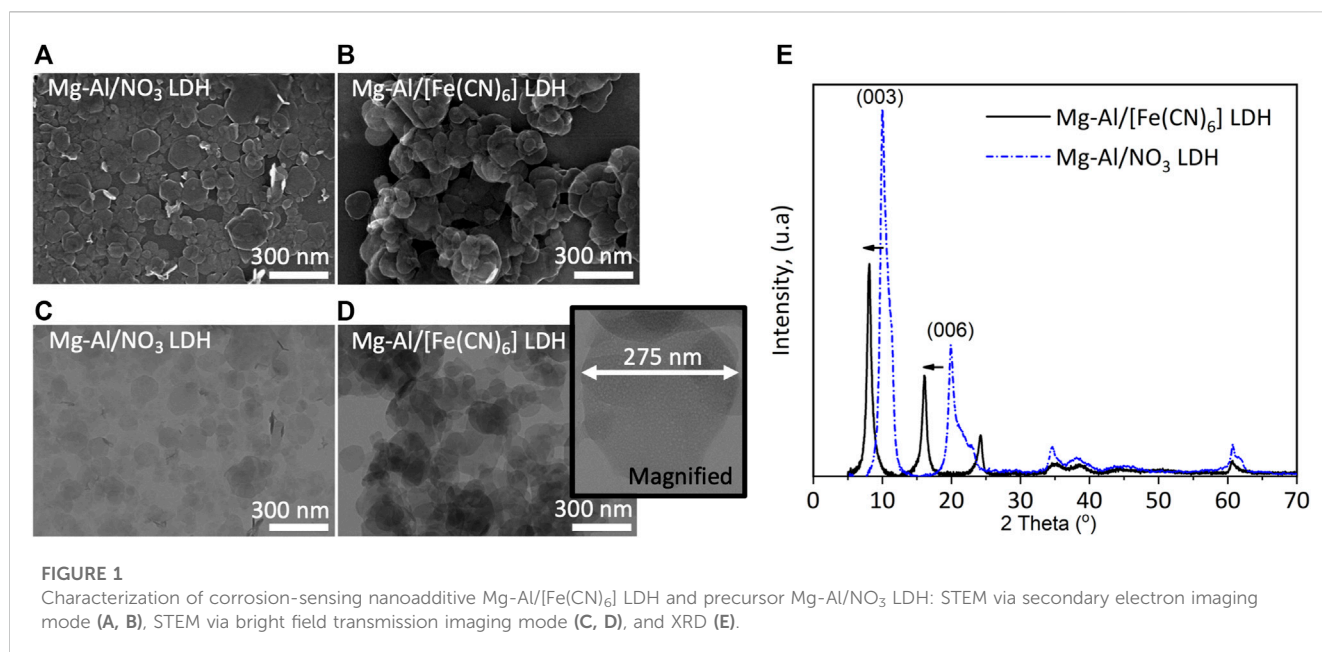 A
Mg-Al/NO₃ LDH
300 nm
B
Mg-Al/[Fe(CN)₆] LDH
300 nm
C
Mg-Al/NO₃ LDH
300 nm
D
Mg-Al/[Fe(CN)₆] LDH
300 nm
275 nm
Magnified
E
(003)
(006)
Mg-Al/[Fe(CN)₆] LDH
Mg-Al/NO₃ LDH
Intensity, (u.a)
0 10 20 30 40 50 60 70
2 Theta (°)
FIGURE 1
Characterization of corrosion-sensing nanoadditive Mg-Al/[Fe(CN)₆] LDH and precursor Mg-Al/NO₃ LDH: STEM via secondary electron imaging
mode (A, B), STEM via bright field transmission imaging mode (C, D), and XRD (E).